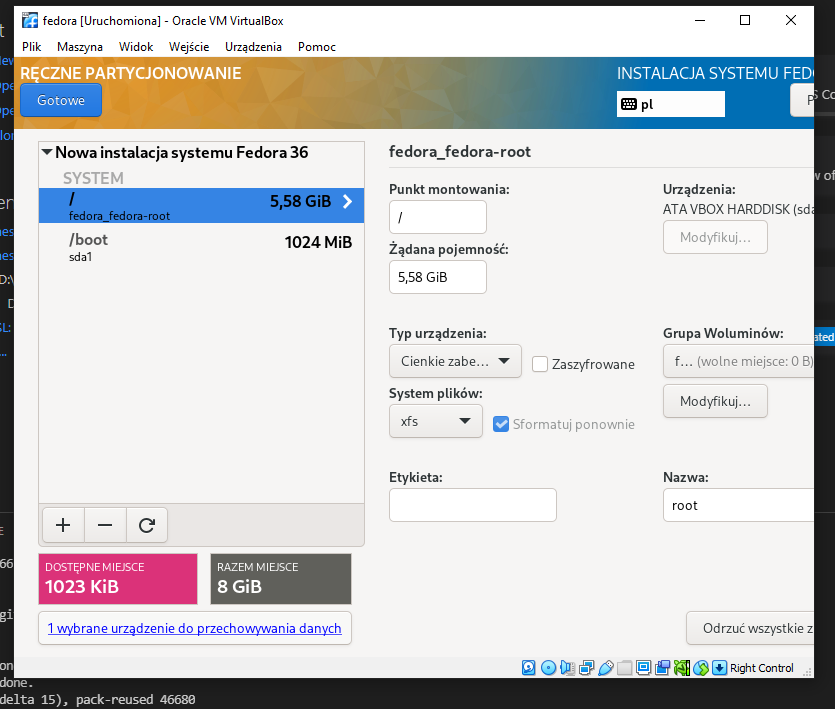 fedora [Uruchomiona] - Oracle VM VirtualBox
Plik Maszyna Widok Wejście Urządzenia Pomoc
RĘCZNE PARTYCJONOWANIE
INSTALACJA SYSTEMU FED
Gotowe
pl
P
S Co
Nowa instalacja systemu Fedora 36
SYSTEM
/
5,58 GiB
fedora_fedora-root
/boot
1024 MiB
sda1
fedora_fedora-root
Punkt montowania:
/
Urządzenia:
ATA VBOX HARDDISK (sda
Modyfikuj...
Żądana pojemność:
5,58 GiB
Typ urządzenia:
Cienkie zabe...
Zaszyfrowane
Grupa Woluminów:
f... (wolne miejsce: 0 B)
Modyfikuj...
System plików:
xfs
Sformatuj ponownie
Etykieta:
Nazwa:
root
DOSTĘPNE MIEJSCE
1023 KiB
RAZEM MIEJSCE
8 GiB
1 wybrane urządzenie do przechowywania danych
Odrzuć wszystkie z
Right Control
w of
ated
done.
delta 15), pack-reused 46680